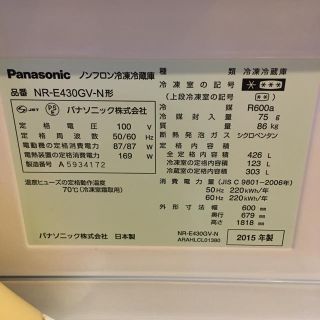 Panasonic ノンフロン冷凍冷蔵庫
品番 NR-E430GV-N形
JET PSE パナソニック株式会社
定格電圧 100 V
定格周波数 50/60 Hz
電動機の定格消費電力 87/87 W
電熱装置の定格消費電力 169 W
製造番号 A 5934172
温度ヒューズの定格動作温度
70℃(冷凍室霜取用)
パナソニック株式会社 日本製
種類 冷凍冷蔵庫
冷凍室の記号 ****
(上段冷凍室の記号 **)
冷媒 R600a
冷媒封入量 75 g
質量 86 kg
断熱発泡ガス シクロペンタン
定格内容積
全定格内容積 426 L
冷凍室の定格内容積 123 L
冷蔵室の定格内容積 303 L
消費電力量 (JIS C 9801-2006年)
50Hz 220kWh/年
60Hz 220kWh/年
外形寸法 幅 600 mm
奥行 679 mm
高さ 1818 mm
NR-E430GV-N
ARAHLCL01380
2015 年製